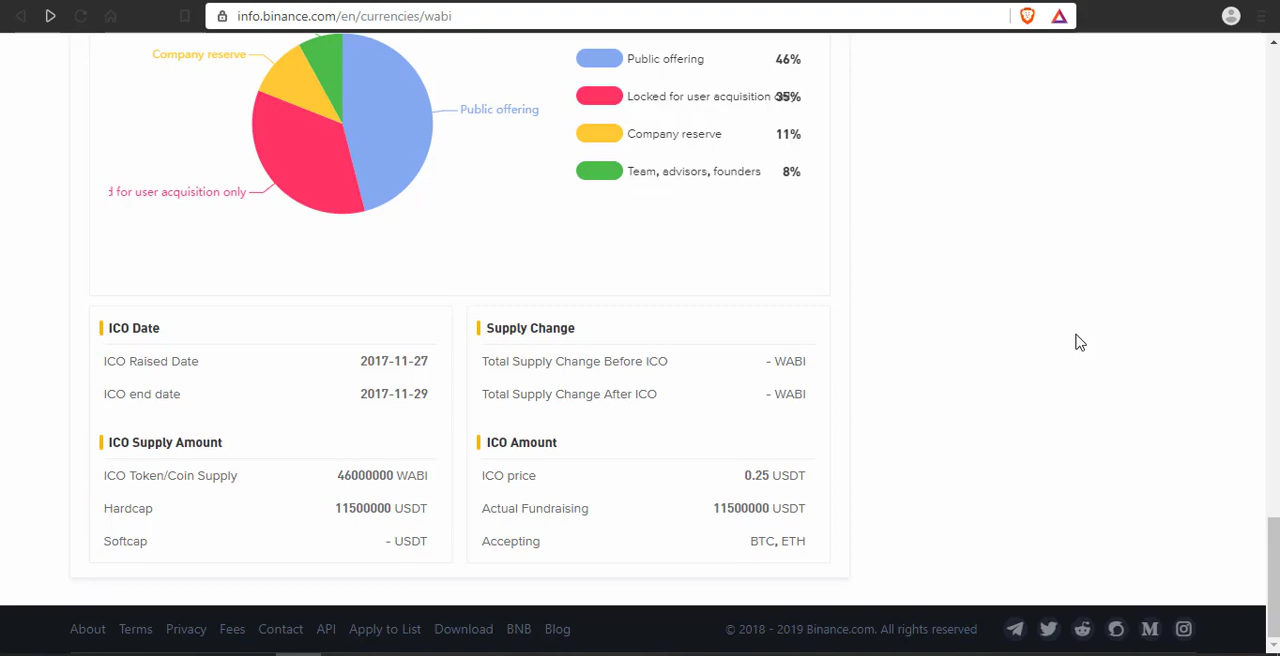 info.binance.com/en/currencies/wabi
Company reserve
Public offering
d for user acquisition only
Public offering 46%
Locked for user acquisition 35%
Company reserve 11%
Team, advisors, founders 8%
ICO Date
ICO Raised Date 2017-11-27
ICO end date 2017-11-29
Supply Change
Total Supply Change Before ICO - WABI
Total Supply Change After ICO - WABI
ICO Supply Amount
ICO Token/Coin Supply 46000000 WABI
Hardcap 11500000 USDT
Softcap - USDT
ICO Amount
ICO price 0.25 USDT
Actual Fundraising 11500000 USDT
Accepting BTC, ETH
About Terms Privacy Fees Contact API Apply to List Download BNB Blog © 2018 - 2019 Binance.com. All rights reserved